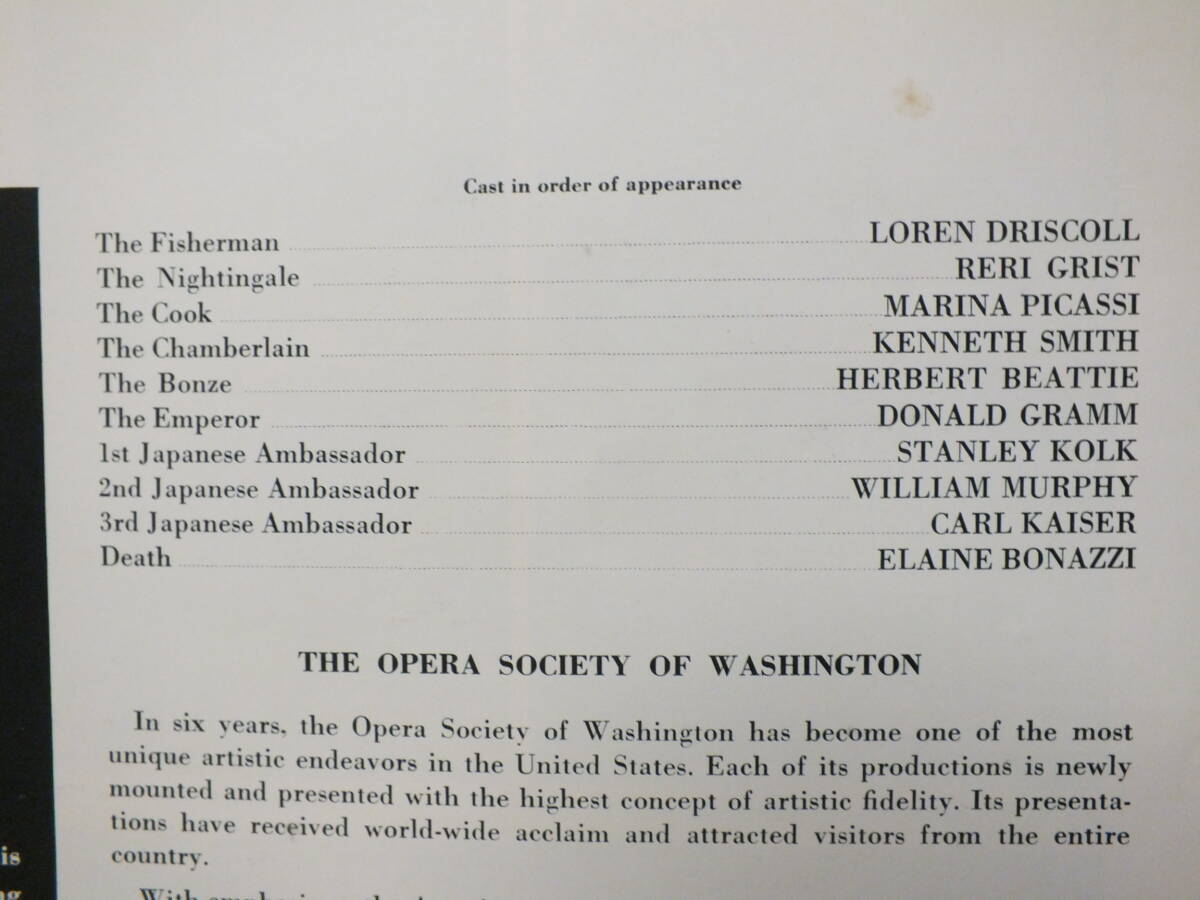 Cast in order of appearance
The Fisherman LOREN DRISCOLL
The Nightingale RERI GRIST
The Cook MARINA PICASSI
The Chamberlain KENNETH SMITH
The Bonze HERBERT BEATTIE
The Emperor DONALD GRAMM
1st Japanese Ambassador STANLEY KOLK
2nd Japanese Ambassador WILLIAM MURPHY
3rd Japanese Ambassador CARL KAISER
Death ELAINE BONAZZI
THE OPERA SOCIETY OF WASHINGTON
In six years, the Opera Society of Washington has become one of the most
unique artistic endeavors in the United States. Each of its productions is newly
mounted and presented with the highest concept of artistic fidelity. Its presenta-
tions have received world-wide acclaim and attracted visitors from the entire
country.
With
is